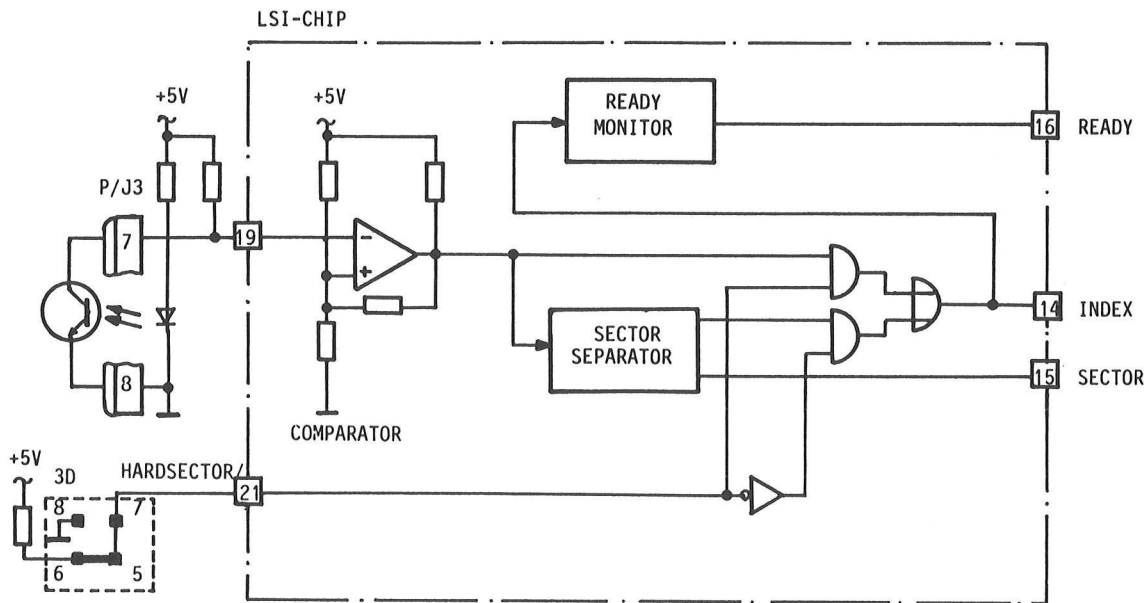 LSI-CHIP
+5V
+5V
READY
MONITOR
16
READY
P/J3
7
19
-
+
14
INDEX
SECTOR
SEPARATOR
15
SECTOR
8
COMPARATOR
+5V
3D
HARDSECTOR/
21
8
7
6
5